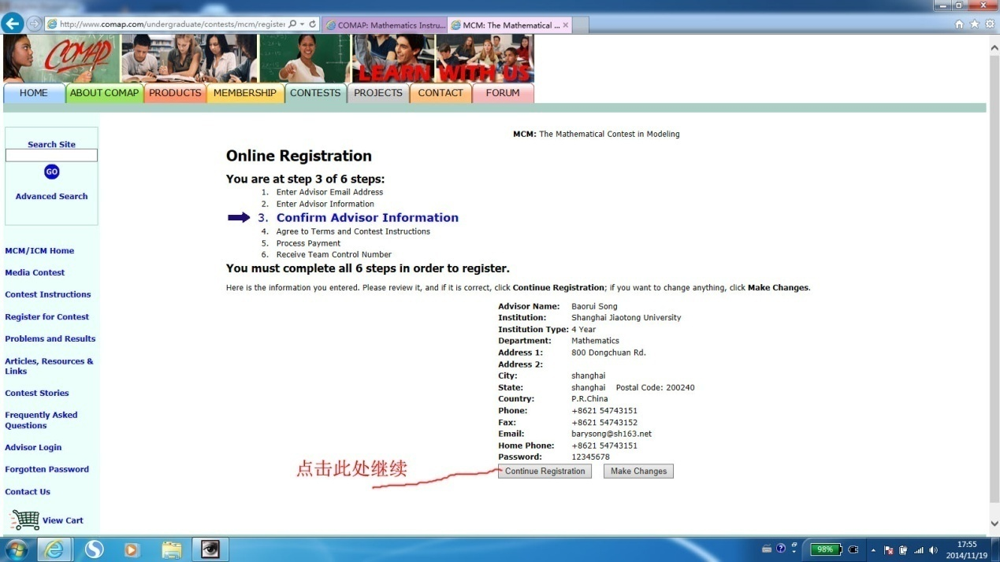 http://www.comap.com/undergraduate/contests/mcm/register
COMAP: Mathematics Instru...
MCM: The Mathematical ...
COMAP
LEARN WITH US
HOME
ABOUT COMAP
PRODUCTS
MEMBERSHIP
CONTESTS
PROJECTS
CONTACT
FORUM
Search Site
GO
Advanced Search
MCM/ICM Home
Media Contest
Contest Instructions
Register for Contest
Problems and Results
Articles, Resources &
Links
Contest Stories
Frequently Asked
Questions
Advisor Login
Forgotten Password
Contact Us
View Cart
MCM: The Mathematical Contest in Modeling
Online Registration
You are at step 3 of 6 steps:
1. Enter Advisor Email Address
2. Enter Advisor Information
3. Confirm Advisor Information
4. Agree to Terms and Contest Instructions
5. Process Payment
6. Receive Team Control Number
You must complete all 6 steps in order to register.
Here is the information you entered. Please review it, and if it is correct, click Continue Registration; if you want to change anything, click Make Changes.
Advisor Name: Baorui Song
Institution: Shanghai Jiaotong University
Institution Type: 4 Year
Department: Mathematics
Address 1: 800 Dongchuan Rd.
Address 2:
City: shanghai
State: shanghai Postal Code: 200240
Country: P.R.China
Phone: +8621 54743151
Fax: +8621 54743152
Email: barysong@sh163.net
Home Phone: +8621 54743151
Password: 12345678
点击此处继续
Continue Registration
Make Changes
98%
17:55
2014/11/19